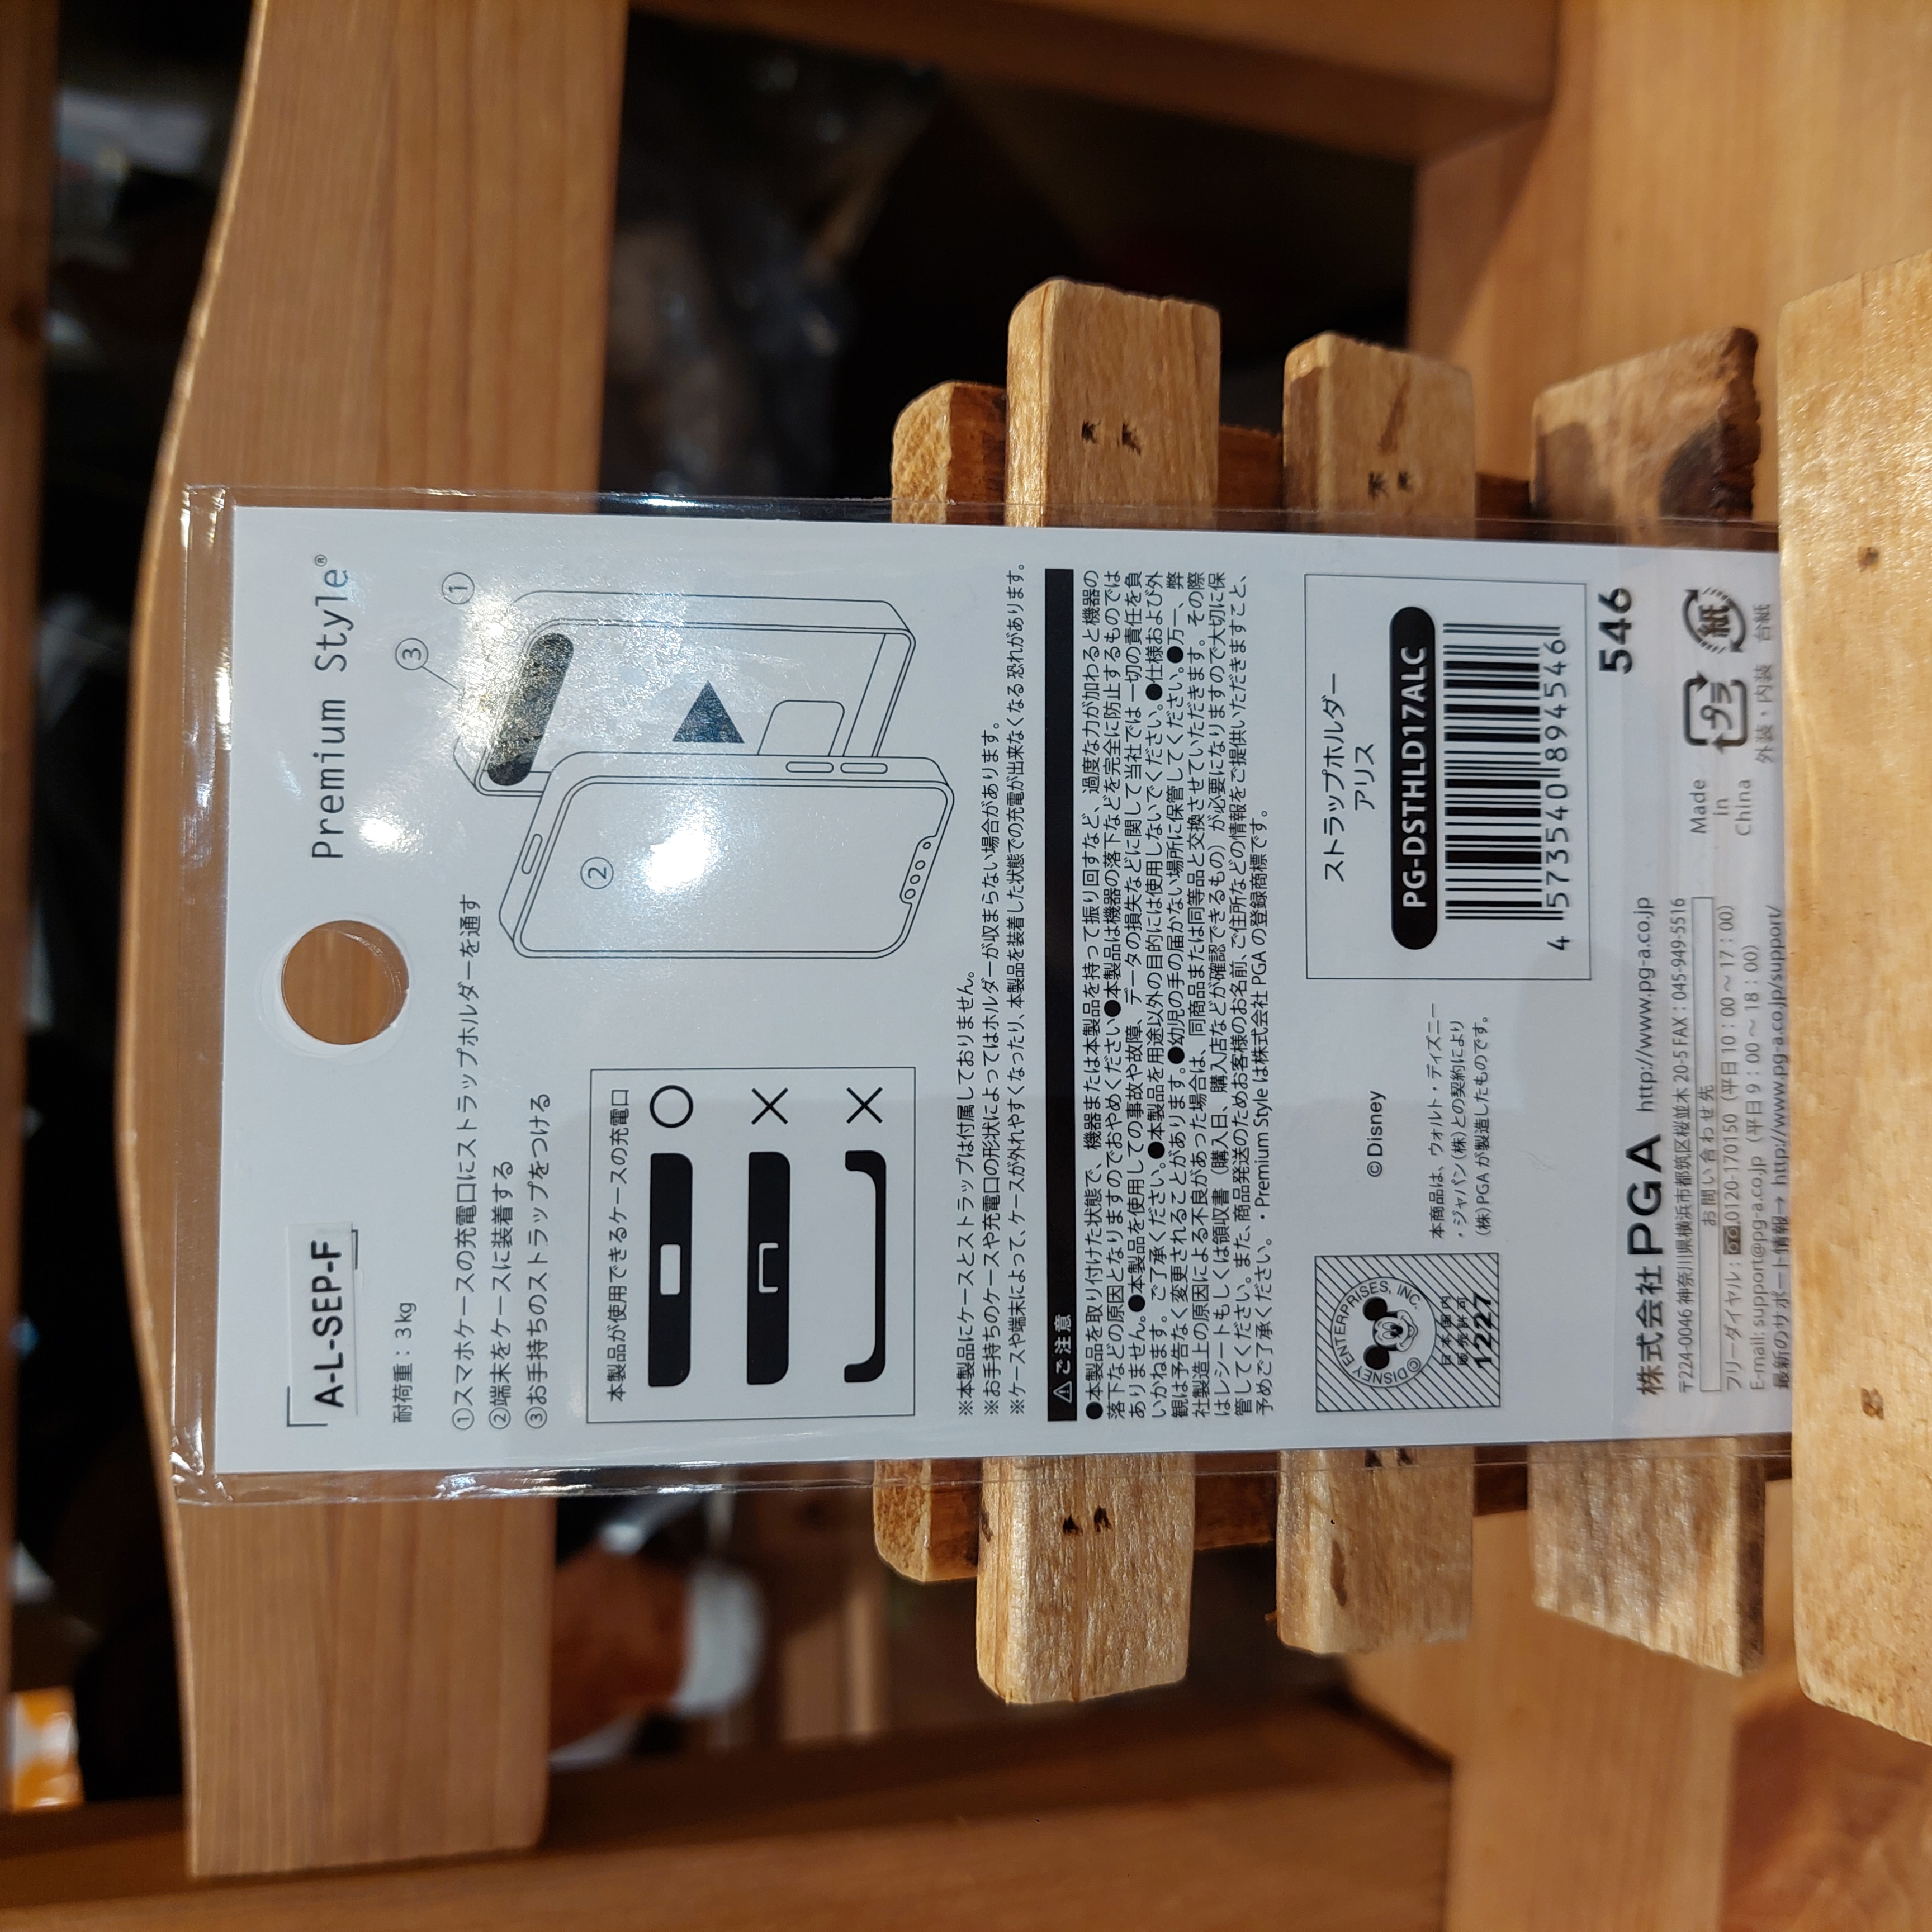 A-L-SEP-F
Premium Style®
耐荷重：3kg
①スマホケースの充電口にストラップホルダーを通す
②端末をケースに装着する
③お手持ちのストラップをつける
③
①
②
本製品が使用できるケースの充電口
※本製品にケースとストラップは付属しておりません。
※お手持ちのケースや充電口の形状によってはホルダーが収まらない場合があります。
※ケースや端末によって、ケースが外れやすくなったり、本製品を装着した状態での充電が出来なくなる恐れがあります。
⚠ご注意
●本製品を取り付けた状態で、機器または本製品を持って振り回すなど、過度な力が加わると機器の
落下などの原因となりますのでおやめください●本製品は機器の落下などを完全に防止するものでは
ありません。●本製品を使用しての事故や故障、データの損失などに関して当社では一切の責任を負
いかねます。ご了承ください。●本製品を用途以外の目的には使用しないでください。●仕様および外
観は予告なく変更されることがあります。●幼児の手の届かない場所に保管してください。●万一、弊
社製造上の原因による不良があった場合は、同商品または同等品と交換させていただきます。その際
はレシートもしくは領収書（購入日、購入店などが確認できるもの）が必要になりますので大切に保
管してください。また、商品発送のためお客様のお名前、ご住所などの情報をご提供いただきますこと、
予めご了承ください。・Premium Style は株式会社 PGA の登録商標です。
©DISNEY ENTERPRISES, INC.
日本国内
販売許可
1227
©Disney
本商品は、ウォルト・ディズニー
・ジャパン(株)との契約により
(株)PGA が製造したものです。
ストラップホルダー
アリス
PG-DSTHLD17ALC
4 573540 894546
546
株式会社PGA http://www.pg-a.co.jp
〒224-0046 神奈川県横浜市都筑区桜並木 20-5 FAX：045-949-5516
お問い合わせ先
フリーダイヤル：0120-170150（平日 10：00 ～ 17：00）
E-mail: support@pg-a.co.jp（平日 9：00 ～ 18：00）
最新のサポート情報→ http://www.pg-a.co.jp/support/
Made
in
China
プラ
外装・内装
紙
台紙